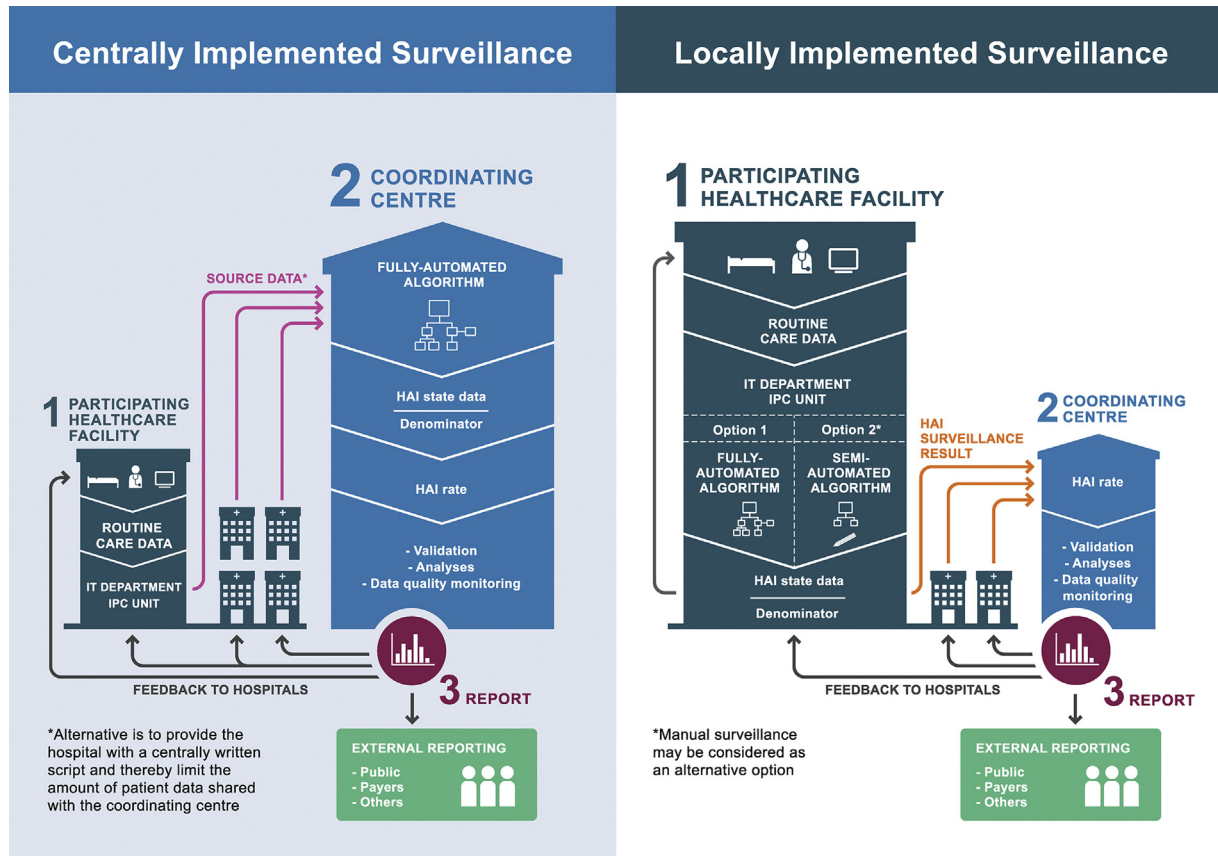 Centrally Implemented Surveillance
2 COORDINATING
CENTRE
SOURCE DATA*
FULLY-AUTOMATED
ALGORITHM
HAI state data
Denominator
HAI rate
- Validation
- Analyses
- Data quality monitoring
1 PARTICIPATING
HEALTHCARE
FACILITY
ROUTINE
CARE DATA
IT DEPARTMENT
IPC UNIT
FEEDBACK TO HOSPITALS
3 REPORT
*Alternative is to provide the
hospital with a centrally written
script and thereby limit the
amount of patient data shared
with the coordinating centre
EXTERNAL REPORTING
- Public
- Payers
- Others
Locally Implemented Surveillance
1 PARTICIPATING
HEALTHCARE FACILITY
ROUTINE
CARE DATA
IT DEPARTMENT
IPC UNIT
Option 1
Option 2*
FULLY-
AUTOMATED
ALGORITHM
SEMI-
AUTOMATED
ALGORITHM
HAI state data
Denominator
HAI
SURVEILLANCE
RESULT
2 COORDINATING
CENTRE
HAI rate
- Validation
- Analyses
- Data quality
monitoring
FEEDBACK TO HOSPITALS
3 REPORT
*Manual surveillance
may be considered as
an alternative option
EXTERNAL REPORTING
- Public
- Payers
- Others